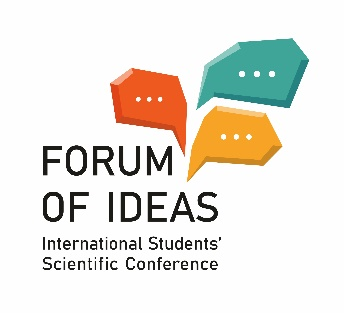 FORUM
OF IDEAS
International Students'
Scientific Conference